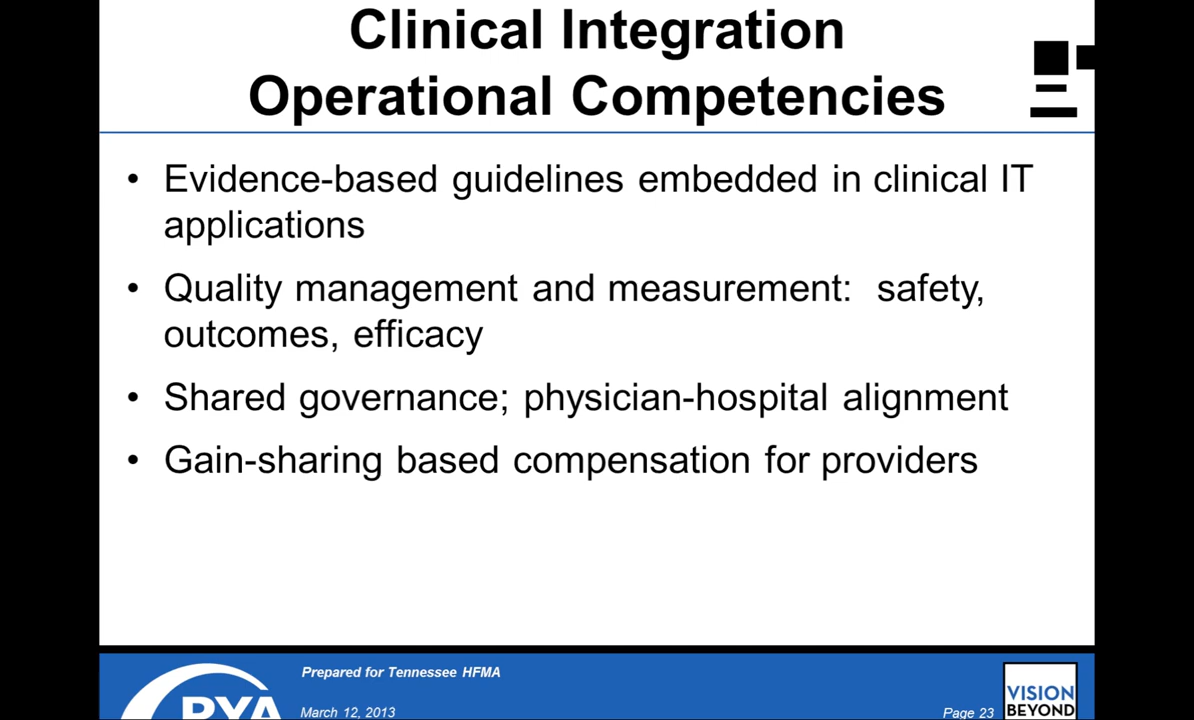 Clinical Integration
Operational Competencies
• Evidence-based guidelines embedded in clinical IT
applications
• Quality management and measurement:  safety,
outcomes, efficacy
• Shared governance; physician-hospital alignment
• Gain-sharing based compensation for providers
Prepared for Tennessee HFMA
PYA
March 12, 2013
Page 23
VISION
BEYOND